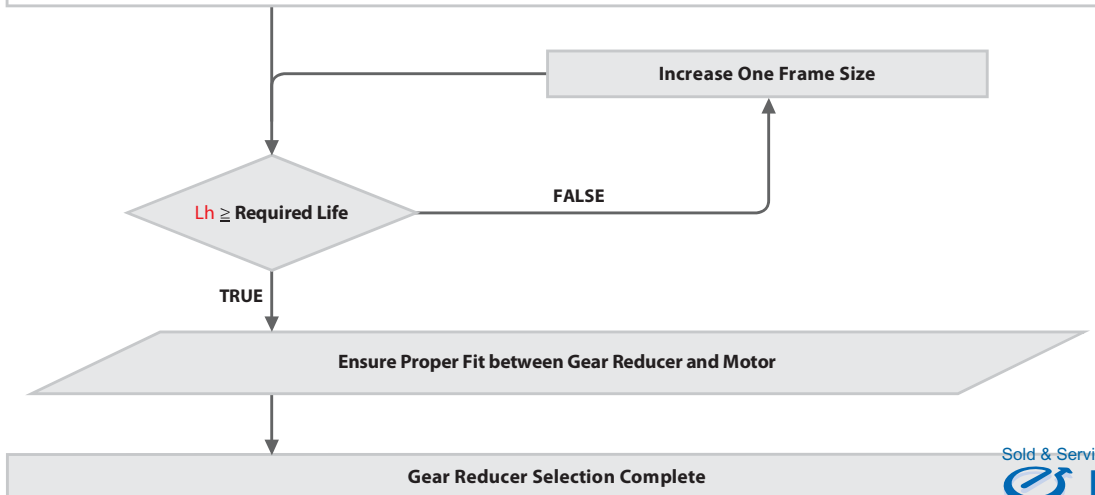 Increase One Frame Size
Lh ≧ Required Life
FALSE
TRUE
Ensure Proper Fit between Gear Reducer and Motor
Gear Reducer Selection Complete
Sold &